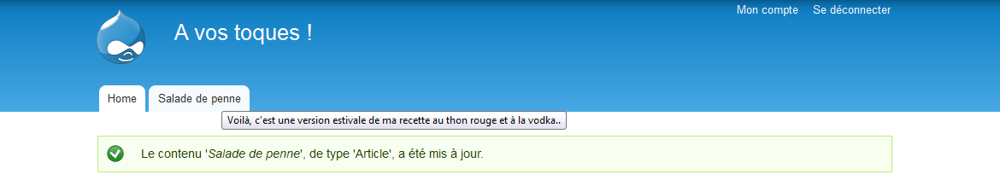 Mon compte Se déconnecter
A vos toques !
Home Salade de penne
Voilà, c'est une version estivale de ma recette au thon rouge et à la vodka..
Le contenu 'Salade de penne', de type 'Article', a été mis à jour.